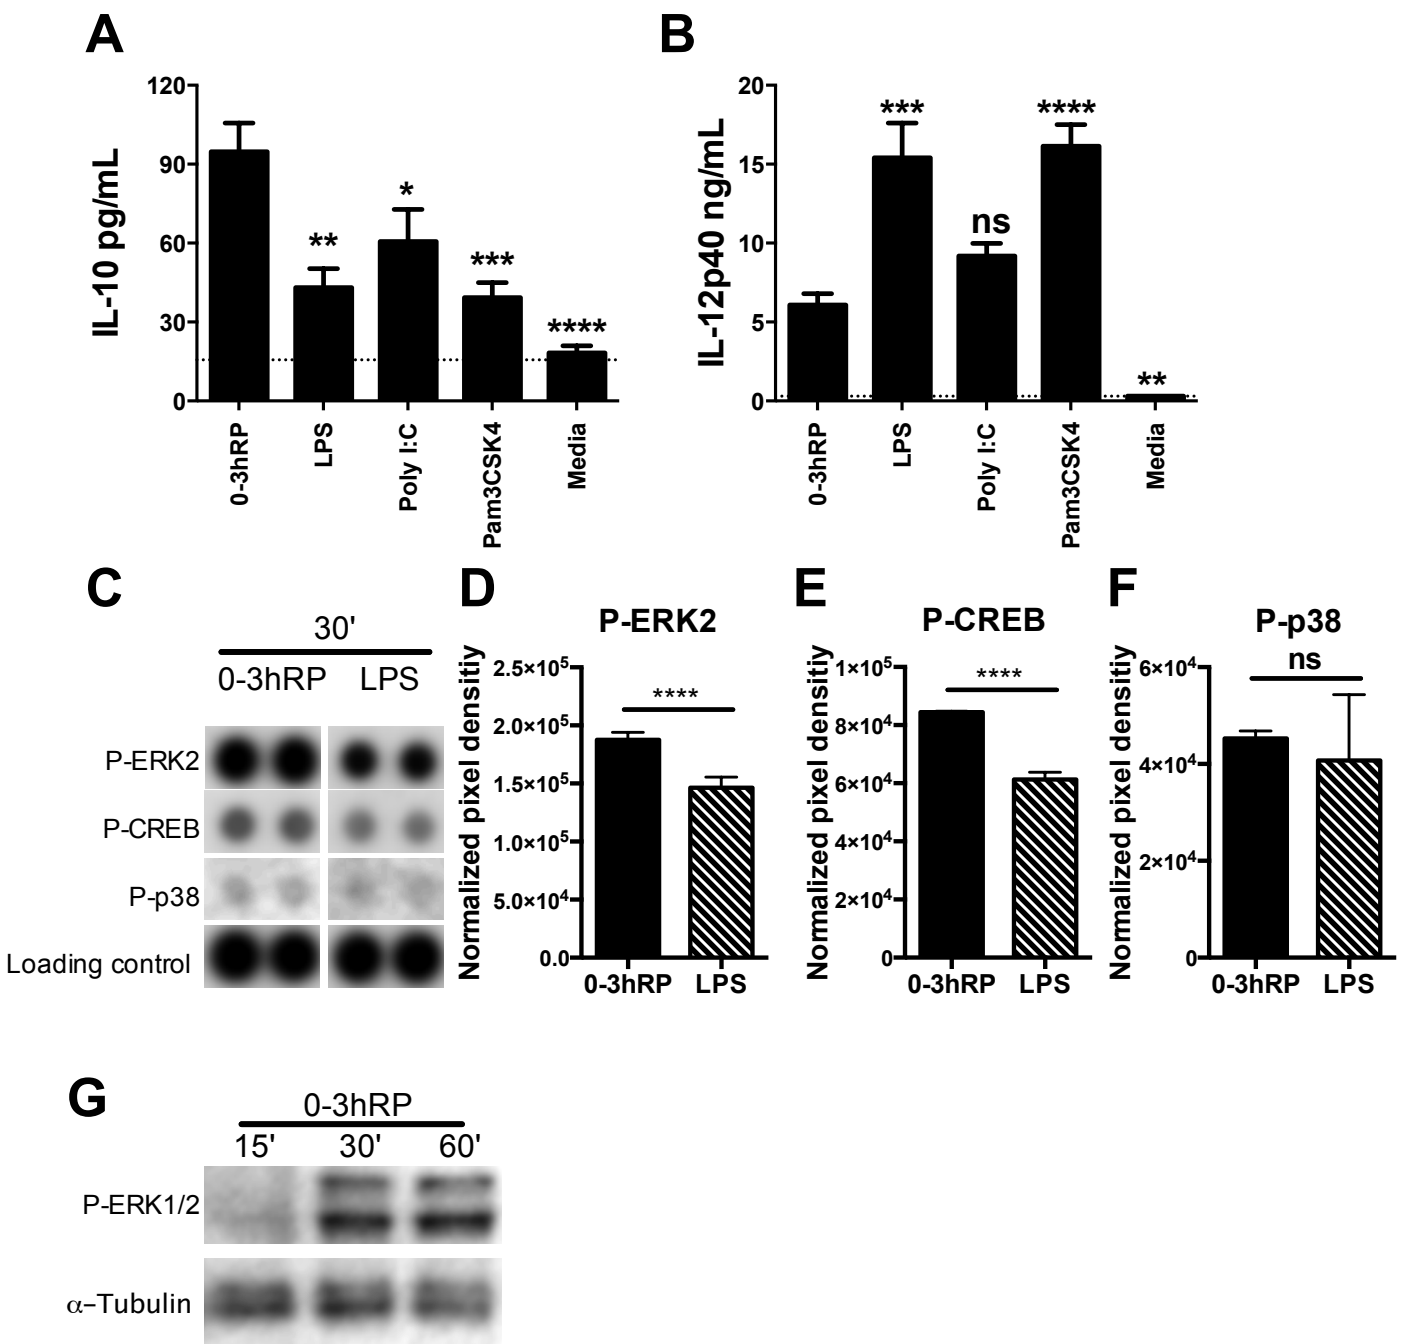 A
IL-10 pg/mL
120
90
60
30
0
**
*
***
****
0-3hRP
LPS
Poly I:C
Pam3CSK4
Media
B
IL-12p40 ng/mL
20
15
10
5
0
***
ns
****
**
0-3hRP
LPS
Poly I:C
Pam3CSK4
Media
C
30'
0-3hRP LPS
P-ERK2
P-CREB
P-p38
Loading control
D
P-ERK2
Normalized pixel densitiy
2.5×10⁵
2.0×10⁵
1.5×10⁵
1.0×10⁵
5.0×10⁴
0.0
****
0-3hRP LPS
E
P-CREB
Normalized pixel densitiy
1×10⁵
8×10⁴
6×10⁴
4×10⁴
2×10⁴
0
****
0-3hRP LPS
F
P-p38
ns
Normalized pixel densitiy
6×10⁴
4×10⁴
2×10⁴
0
0-3hRP LPS
G
0-3hRP
15' 30' 60'
P-ERK1/2
α–Tubulin